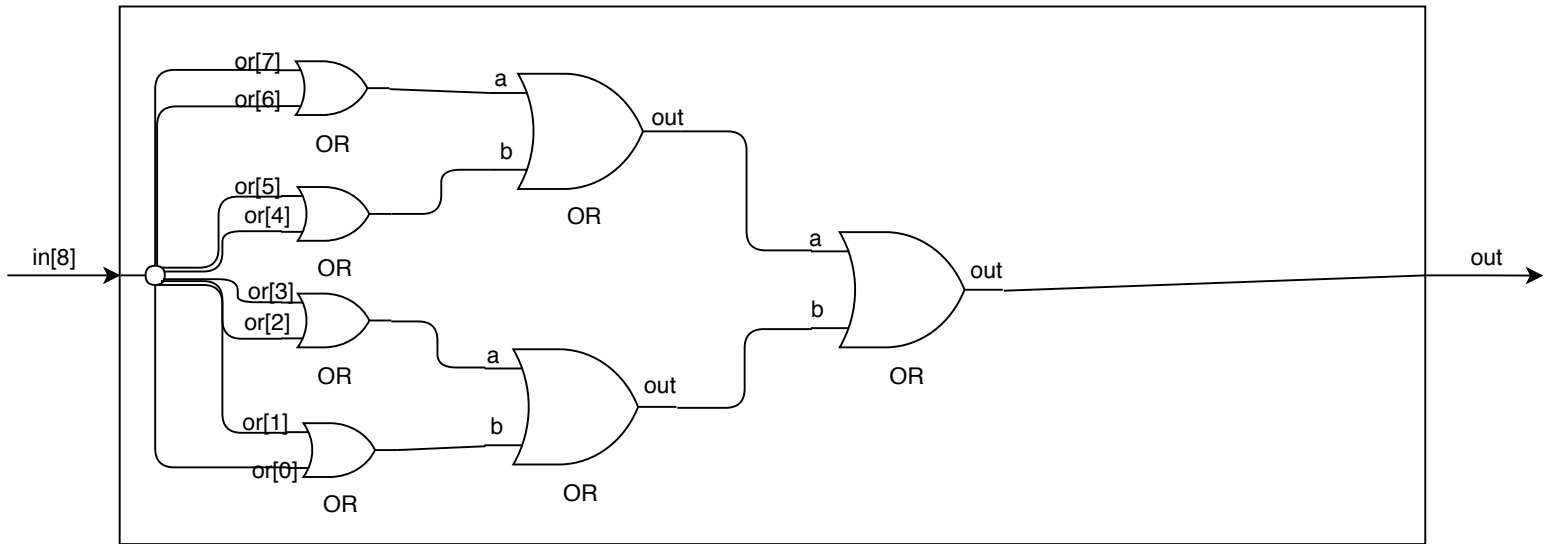 or[7]
a
or[6]
out
OR
b
or[5]
or[4]
OR
a
in[8]
OR
out
out
or[3]
b
or[2]
a
OR
OR
out
or[1]
b
or[0]
OR
OR